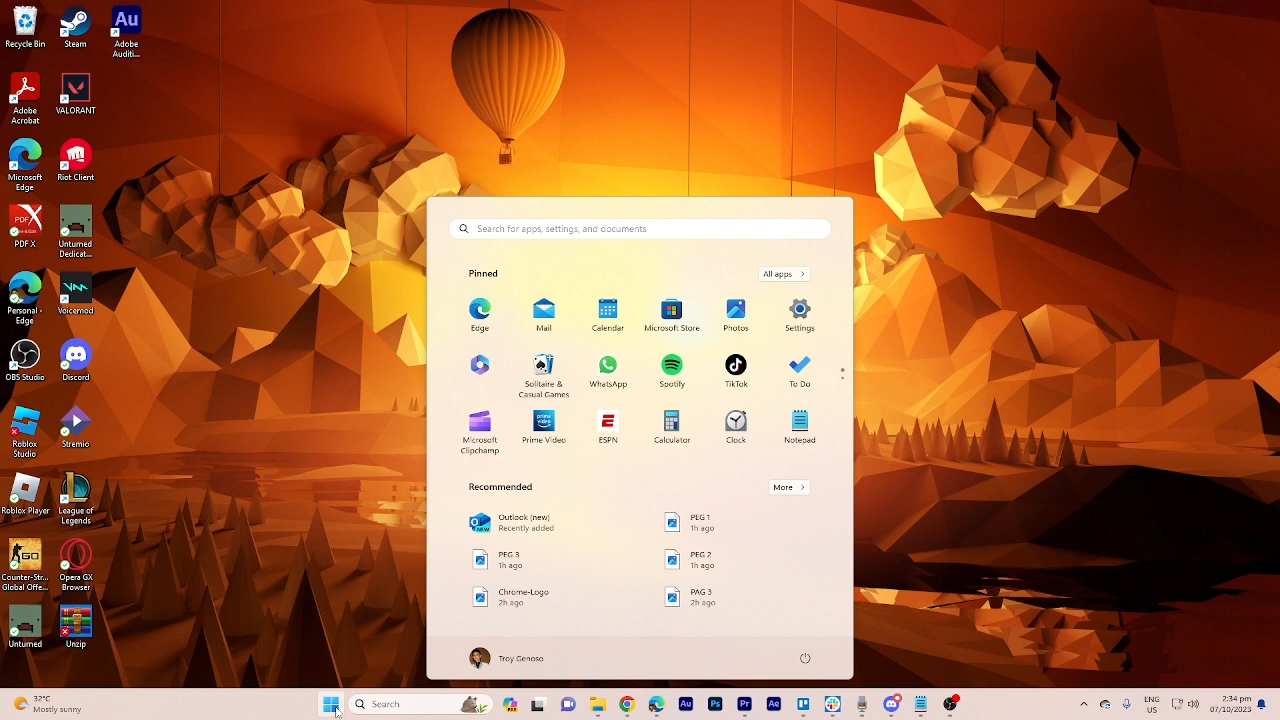 Recycle Bin
Steam
Adobe
Auditi...
Adobe
Acrobat
VALORANT
Microsoft
Edge
Riot Client
PDF X
Unturned
Dedicat...
Personal -
Edge
Voicemod
OBS Studio
Discord
Roblox
Studio
Stremio
Roblox Player
League of
Legends
Counter-Str...
Global Offe...
Opera GX
Browser
Unturned
Unzip
Search for apps, settings, and documents
Pinned
All apps
Edge
Mail
Calendar
Microsoft Store
Photos
Settings
Solitaire &
Casual Games
WhatsApp
Spotify
TikTok
To Do
Microsoft
Clipchamp
Prime Video
ESPN
Calculator
Clock
Notepad
Recommended
More
Outlook (new)
Recently added
PEG 1
1h ago
PEG 3
1h ago
PEG 2
1h ago
Chrome-Logo
2h ago
PAG 3
2h ago
Troy Genoso
32°C
Mostly sunny
Search
ENG
US
2:34 pm
07/10/2023